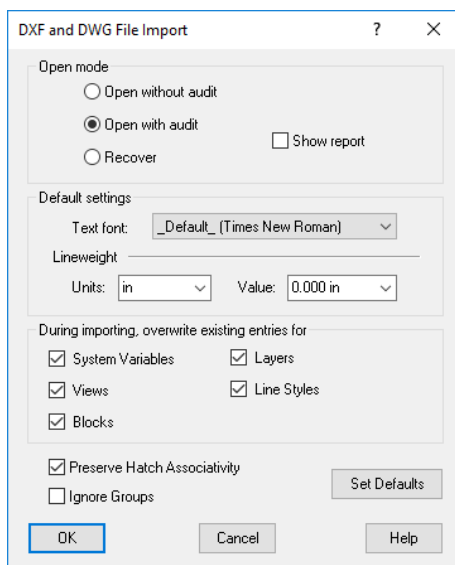 DXF and DWG File Import ?
Open mode
Open without audit
Open with audit
Show report
Recover
Default settings
Text font: _Default_ (Times New Roman)
Lineweight
Units: in Value: 0.000 in
During importing, overwrite existing entries for
System Variables Layers
Views Line Styles
Blocks
Preserve Hatch Associativity
Set Defaults
Ignore Groups
OK Cancel Help